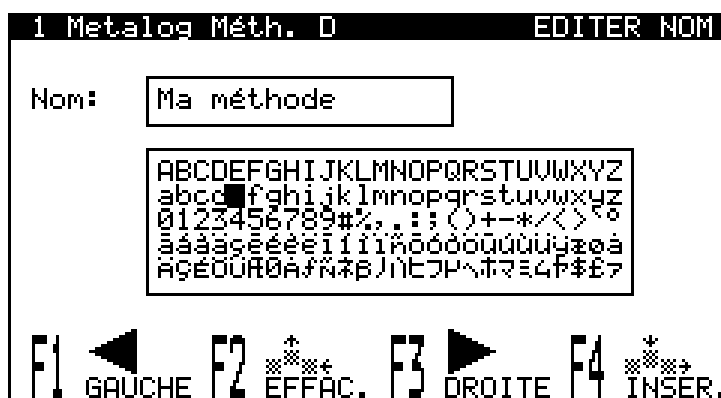 1 Metalog Méth. D EDITER NOM
Nom: Ma méthode
ABCDEFGHIJKLMNOPQRSTUVWXYZ
abcd fghijklmnopqrstuvwxyz
0123456789#%,.:;()+-*/<>
F1 GAUCHE F2 EFFAC. F3 DROITE F4 INSER.